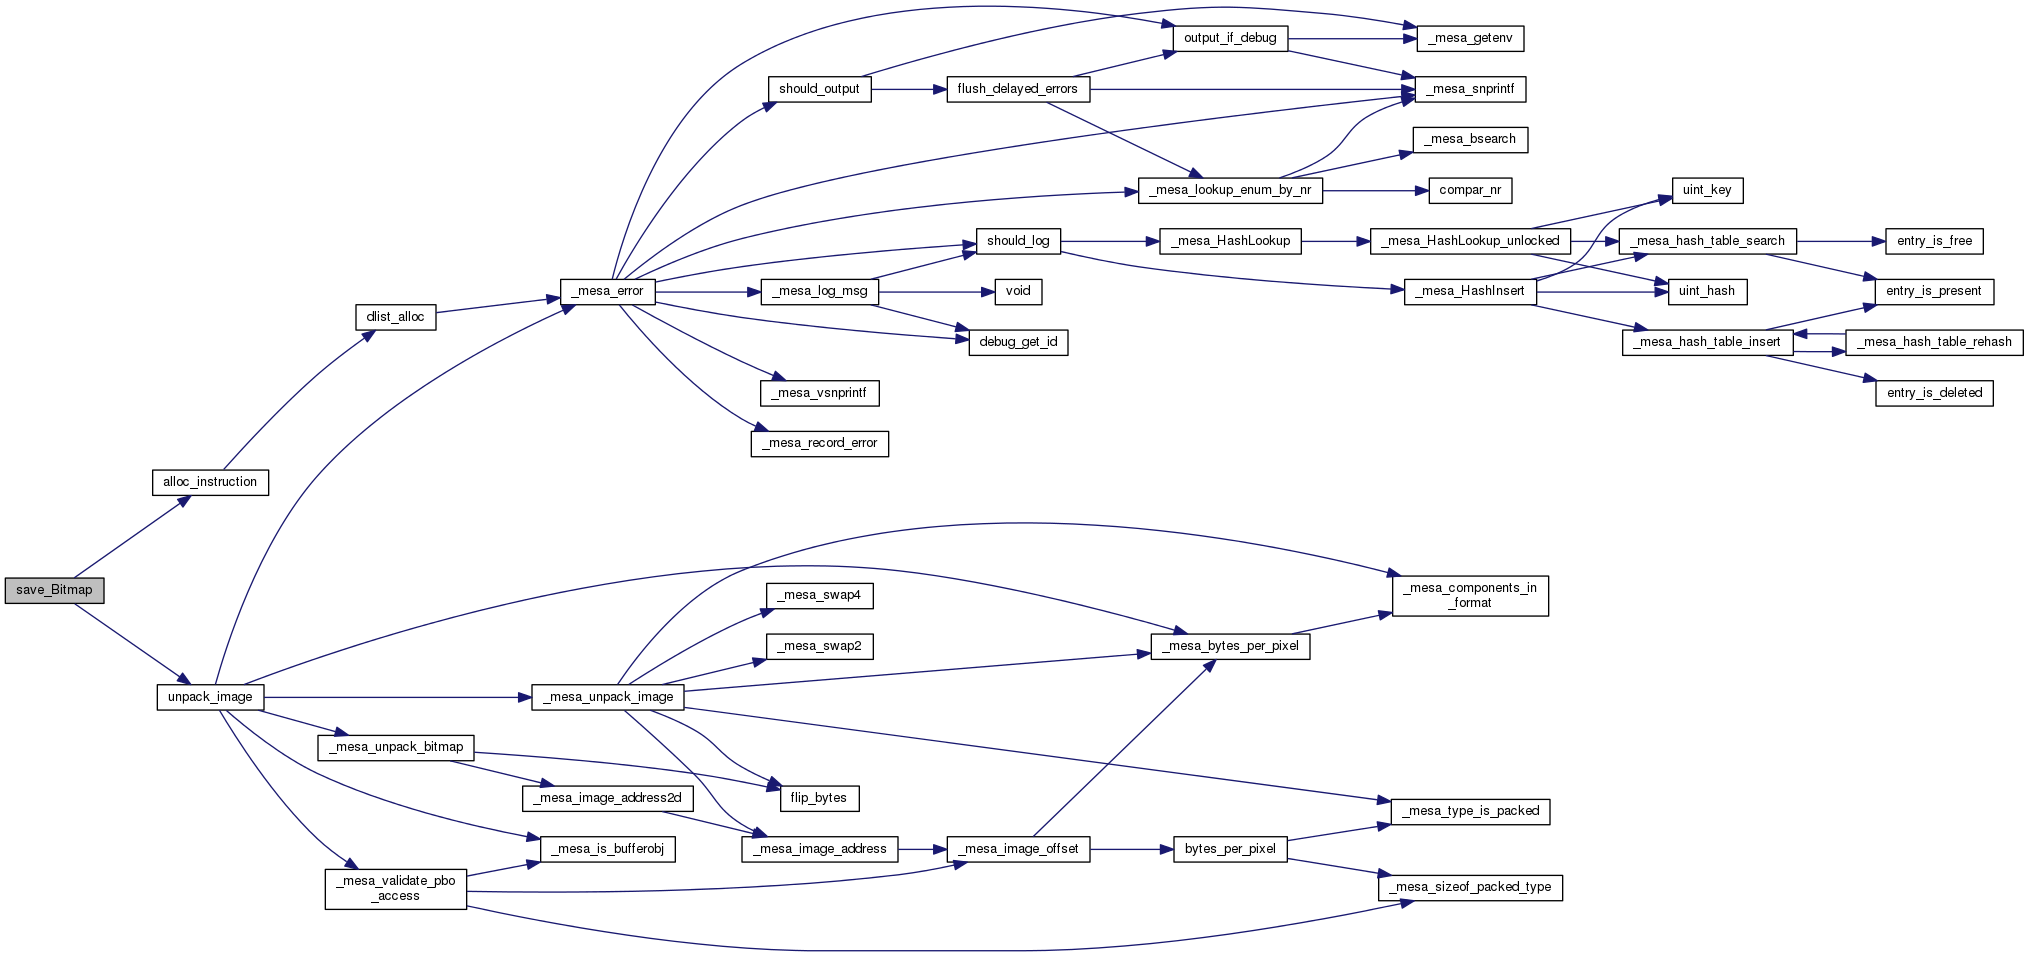 output_if_debug
_mesa_getenv
should_output
flush_delayed_errors
_mesa_snprintf
_mesa_bsearch
_mesa_lookup_enum_by_nr
compar_nr
uint_key
should_log
_mesa_HashLookup
_mesa_HashLookup_unlocked
_mesa_hash_table_search
entry_is_free
_mesa_error
_mesa_log_msg
void
_mesa_HashInsert
uint_hash
entry_is_present
dlist_alloc
debug_get_id
_mesa_hash_table_insert
_mesa_hash_table_rehash
_mesa_vsnprintf
entry_is_deleted
_mesa_record_error
alloc_instruction
save_Bitmap
_mesa_swap4
_mesa_components_in
_format
_mesa_swap2
_mesa_bytes_per_pixel
unpack_image
_mesa_unpack_image
_mesa_unpack_bitmap
_mesa_image_address2d
flip_bytes
_mesa_type_is_packed
_mesa_is_bufferobj
_mesa_image_address
_mesa_image_offset
bytes_per_pixel
_mesa_validate_pbo
_access
_mesa_sizeof_packed_type